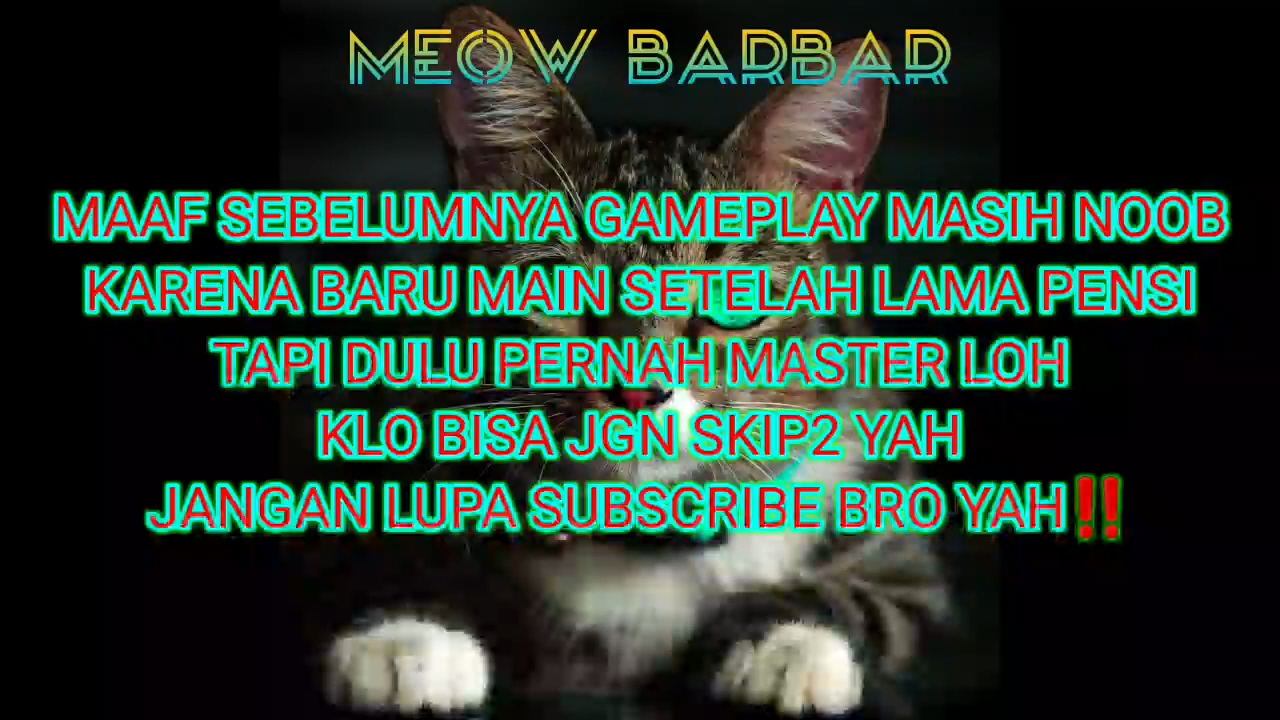 MEOW BARBAR
MAAF SEBELUMNYA GAMEPLAY MASIH NOOB
KARENA BARU MAIN SETELAH LAMA PENSI
TAPI DULU PERNAH MASTER LOH
KLO BISA JGN SKIP2 YAH
JANGAN LUPA SUBSCRIBE BRO YAH‼️